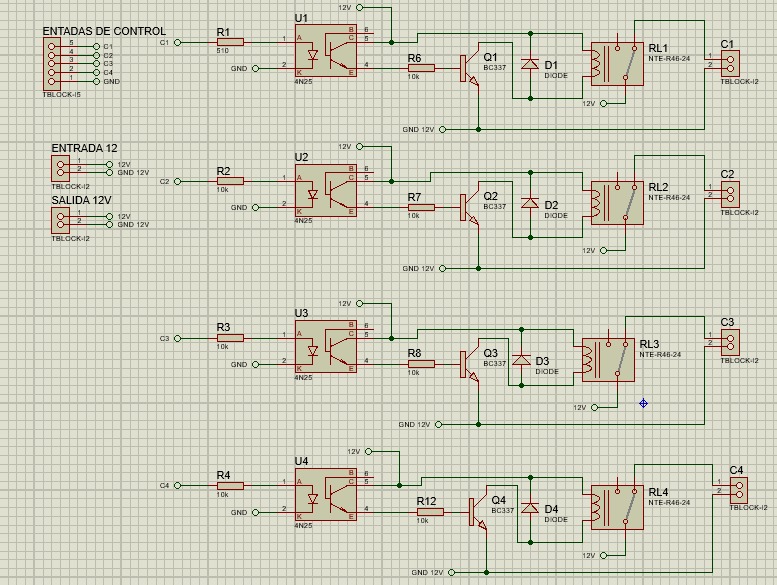 ENTADAS DE CONTROL
5 C1
4 C2
3 C3
2 C4
1 GND
TBLOCK-I5
ENTRADA 12
1 12V
2 GND 12V
TBLOCK-I2
SALIDA 12V
1 12V
2 GND 12V
TBLOCK-I2
12V
U1
C1 R1 1 A B 6
510 C 5
GND 2 K E 4
4N25
R6
10k
Q1
BC337
D1
DIODE
RL1
NTE-R46-24
12V
C1
1
2
TBLOCK-I2
GND 12V
12V
U2
C2 R2 1 A B 6
10k C 5
GND 2 K E 4
4N25
R7
10k
Q2
BC337
D2
DIODE
RL2
NTE-R46-24
12V
C2
1
2
TBLOCK-I2
GND 12V
12V
U3
C3 R3 1 A B 6
10k C 5
GND 2 K E 4
4N25
R8
10k
Q3
BC337
D3
DIODE
RL3
NTE-R46-24
12V
C3
1
2
TBLOCK-I2
GND 12V
12V
U4
C4 R4 1 A B 6
10k C 5
GND 2 K E 4
4N25
R12
10k
Q4
BC337
D4
DIODE
RL4
NTE-R46-24
12V
C4
1
2
TBLOCK-I2
GND 12V